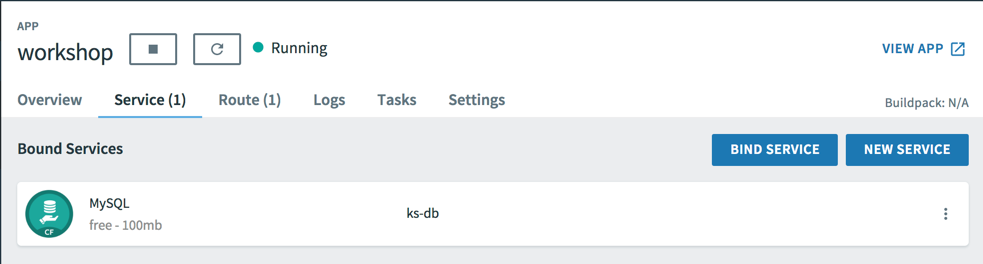 APP
workshop
Running
VIEW APP
Overview Service (1) Route (1) Logs Tasks Settings
Buildpack: N/A
Bound Services
BIND SERVICE
NEW SERVICE
MySQL
free - 100mb
ks-db
CF